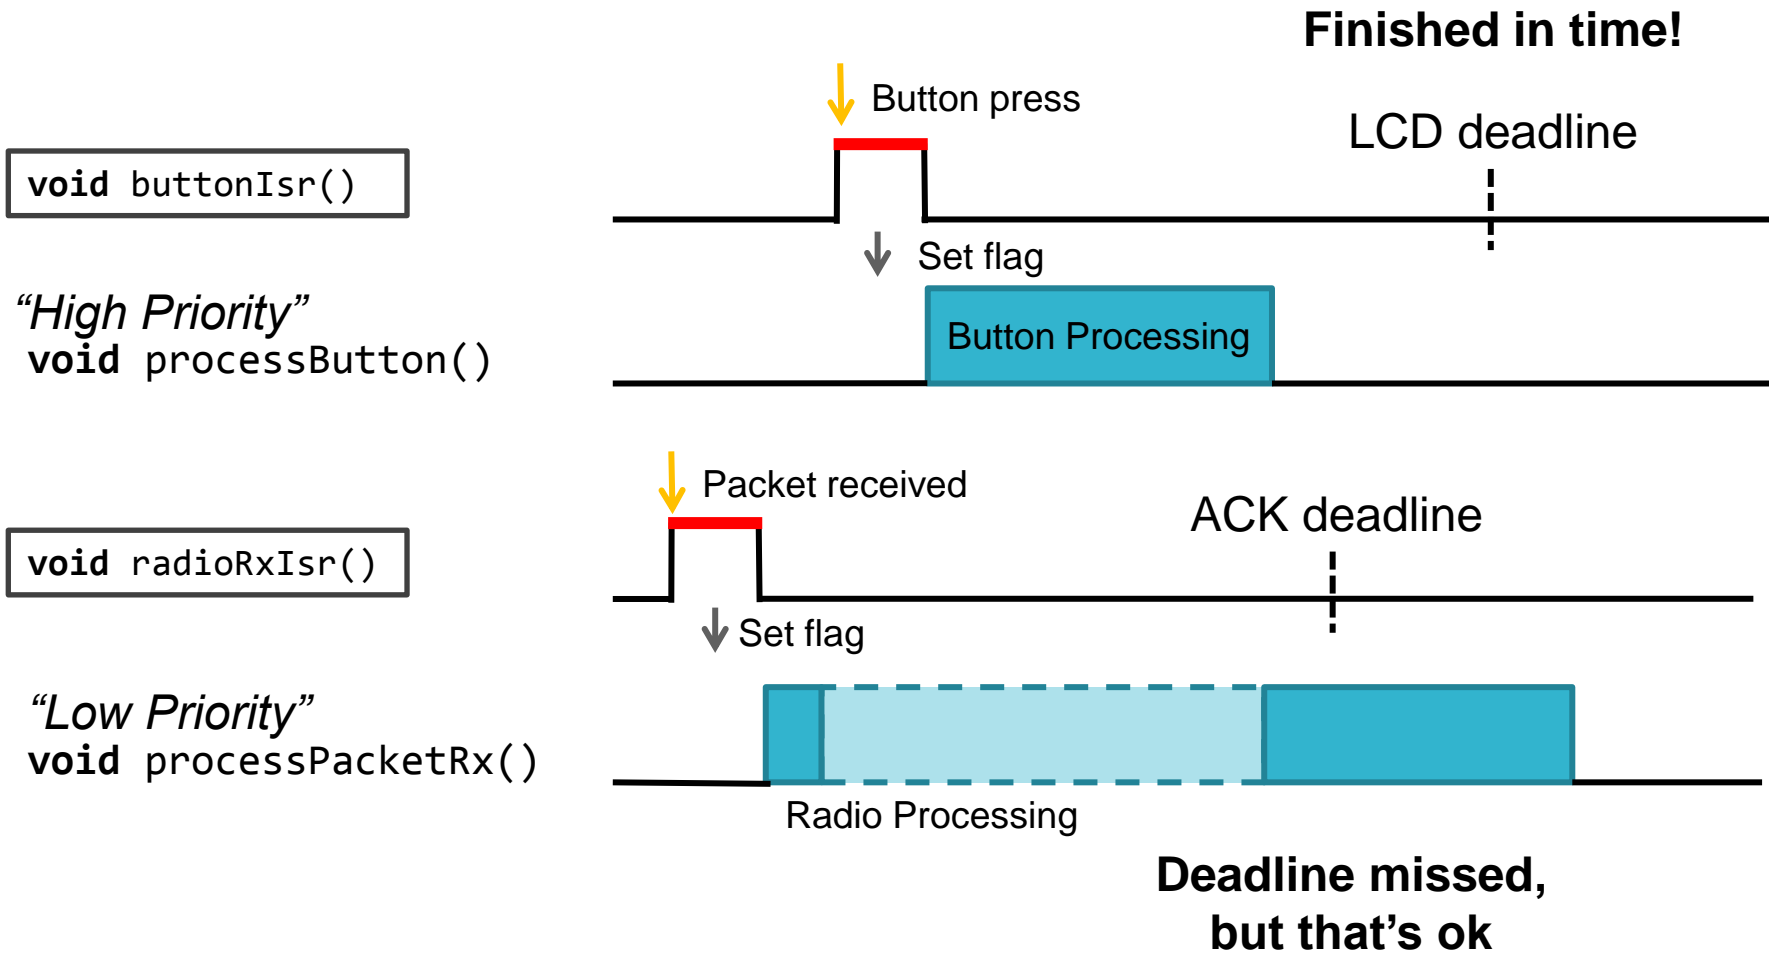 Finished in time!
Button press
LCD deadline
void buttonIsr()
Set flag
“High Priority”
void processButton()
Button Processing
Packet received
ACK deadline
void radioRxIsr()
Set flag
“Low Priority”
void processPacketRx()
Radio Processing
Deadline missed,
but that’s ok